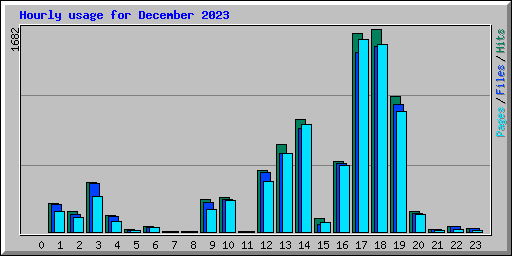 Hourly usage for December 2023
1682
Pages/Files/Hits
0 1 2 3 4 5 6 7 8 9 10 11 12 13 14 15 16 17 18 19 20 21 22 23